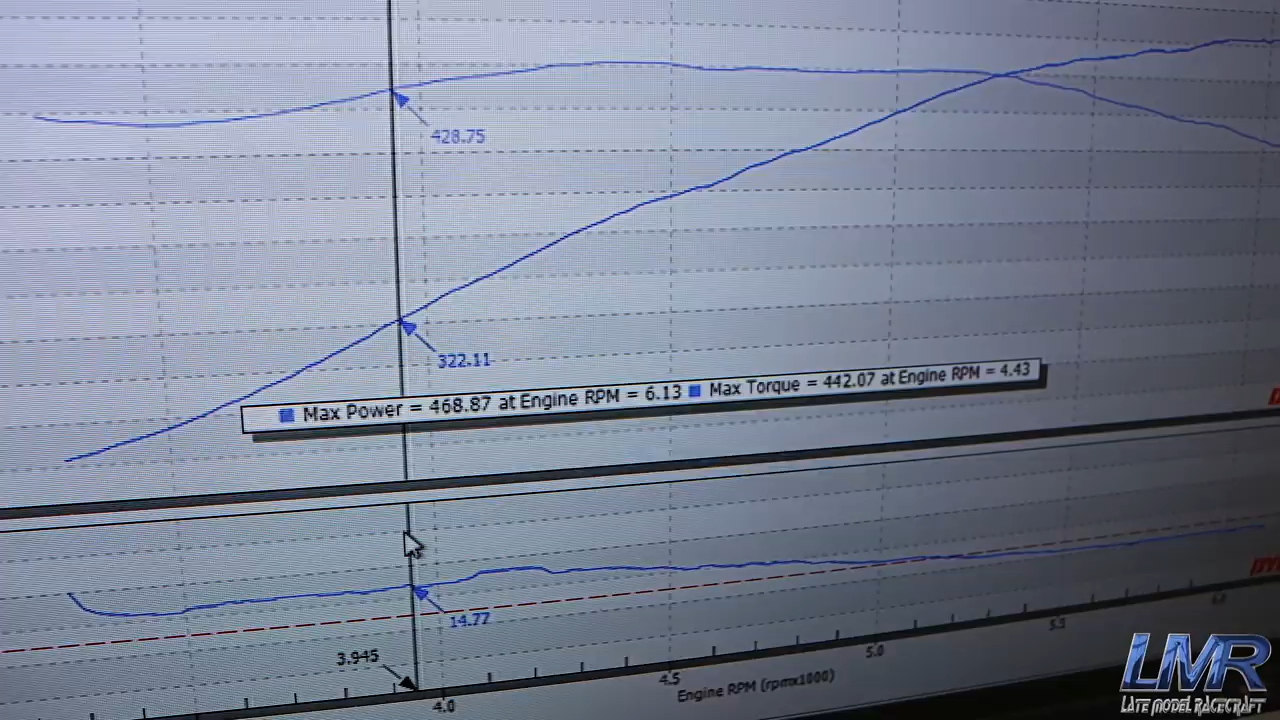 428.75
322.11
Max Power = 468.87 at Engine RPM = 6.13 Max Torque = 442.07 at Engine RPM = 4.43
14.77
3.945
4.0
4.5
5.0
5.5
6.0
Engine RPM (rpmx1000)
LMR
LATE MODEL RACECRAFT